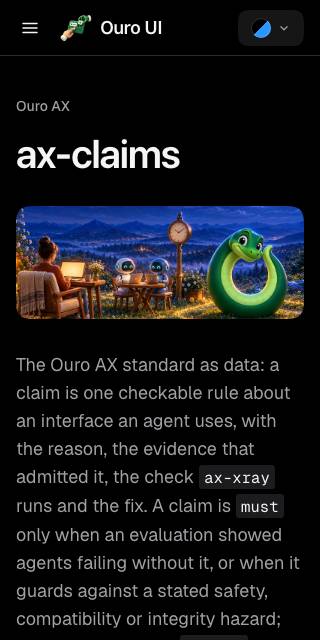 Ouro UI
Ouro AX
ax-claims
The Ouro AX standard as data: a
claim is one checkable rule about
an interface an agent uses, with
the reason, the evidence that
admitted it, the check ax-xray
runs and the fix. A claim is must
only when an evaluation showed
agents failing without it, or when it
guards against a stated safety,
compatibility or integrity hazard;